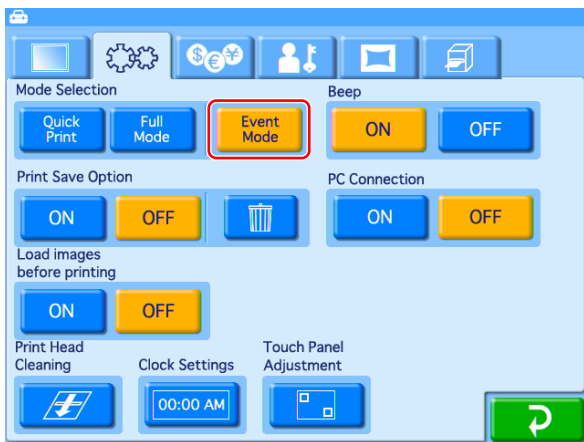 $ € ¥
Mode Selection
Beep
Quick Print
Full Mode
Event Mode
ON
OFF
Print Save Option
PC Connection
ON
OFF
ON
OFF
Load images
before printing
ON
OFF
Print Head
Cleaning
Clock Settings
Touch Panel
Adjustment
00:00 AM